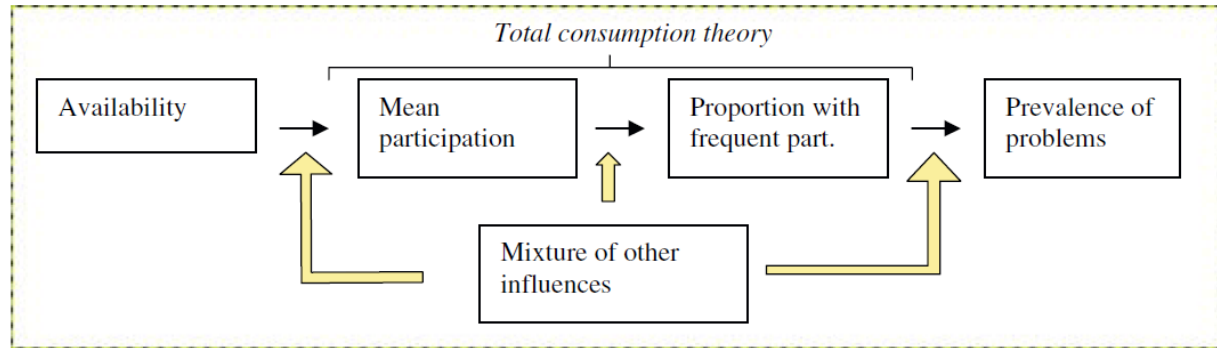 Total consumption theory
Availability
Mean
participation
Proportion with
frequent part.
Prevalence of
problems
Mixture of other
influences